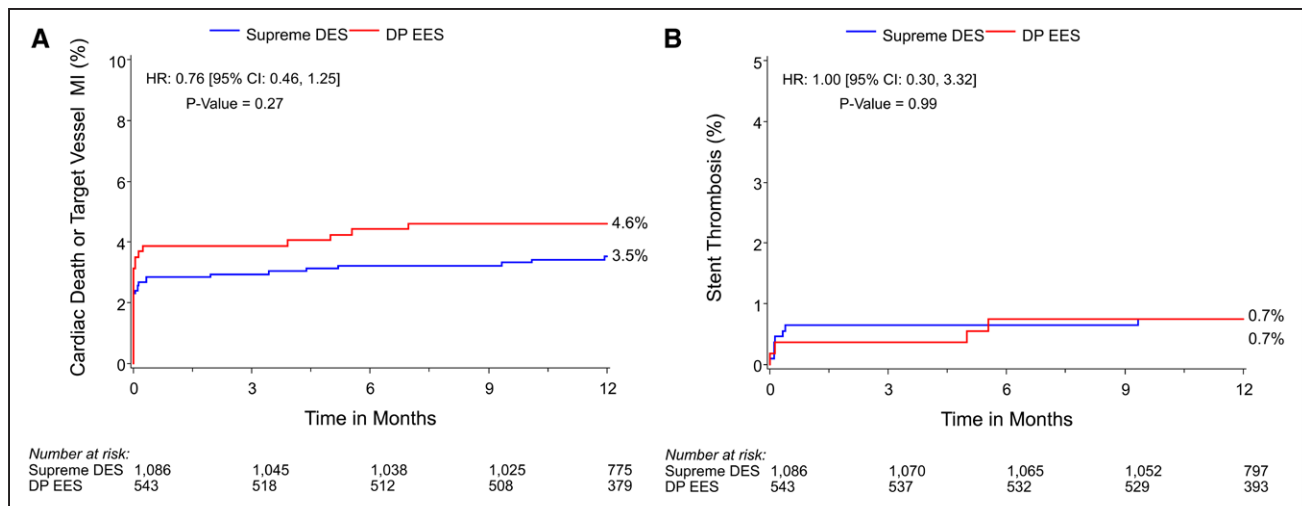 A
Supreme DES
DP EES
Cardiac Death or Target Vessel MI (%)
HR: 0.76 [95% CI: 0.46, 1.25]
P-Value = 0.27
10
8
6
4
2
0
4.6%
3.5%
0 3 6 9 12
Time in Months
Number at risk:
Supreme DES 1,086 1,045 1,038 1,025 775
DP EES 543 518 512 508 379
B
Supreme DES
DP EES
Stent Thrombosis (%)
HR: 1.00 [95% CI: 0.30, 3.32]
P-Value = 0.99
5
4
3
2
1
0
0.7%
0.7%
0 3 6 9 12
Time in Months
Number at risk:
Supreme DES 1,086 1,070 1,065 1,052 797
DP EES 543 537 532 529 393